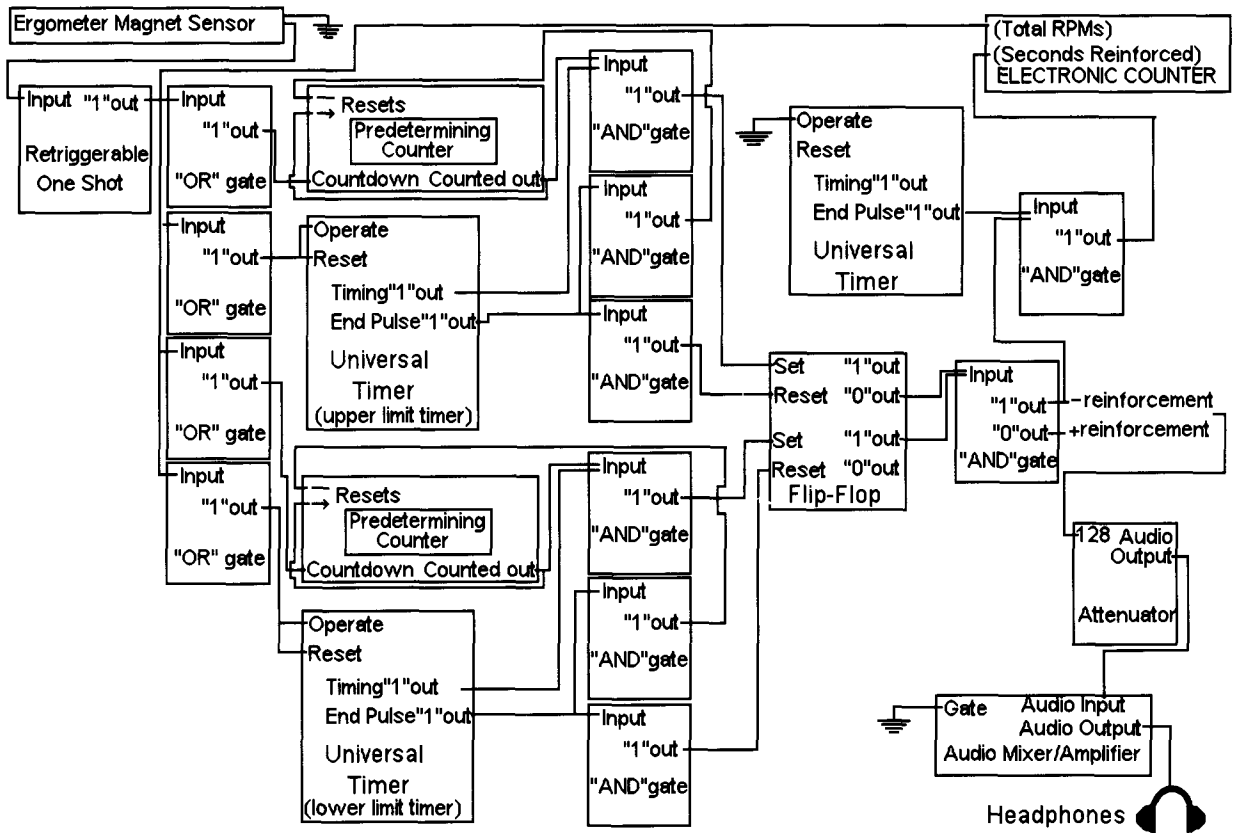 Ergometer Magnet Sensor
Input "1"out
Retriggerable
One Shot
Input
"1"out
"OR" gate
Input
"1"out
"OR" gate
Input
"1"out
"OR" gate
Input
"1"out
"OR" gate
Resets
Predetermining
Counter
Countdown Counted out
Operate
Reset
Timing"1"out
End Pulse"1"out
Universal
Timer
(upper limit timer)
Resets
Predetermining
Counter
Countdown Counted out
Operate
Reset
Timing"1"out
End Pulse"1"out
Universal
Timer
(lower limit timer)
Input
"1"out
"AND"gate
Input
"1"out
"AND"gate
Input
"1"out
"AND"gate
Input
"1"out
"AND"gate
Input
"1"out
"AND"gate
Input
"1"out
"AND"gate
Set "1"out
Reset "0"out
Set "1"out
Reset "0"out
Flip-Flop
(Total RPMs)
(Seconds Reinforced)
ELECTRONIC COUNTER
Operate
Reset
Timing"1"out
End Pulse"1"out
Universal
Timer
Input
"1"out
"AND"gate
Input
"1"out -reinforcement
"0"out +reinforcement
"AND"gate
128 Audio
Output
Attenuator
Gate Audio Input
Audio Output
Audio Mixer/Amplifier
Headphones